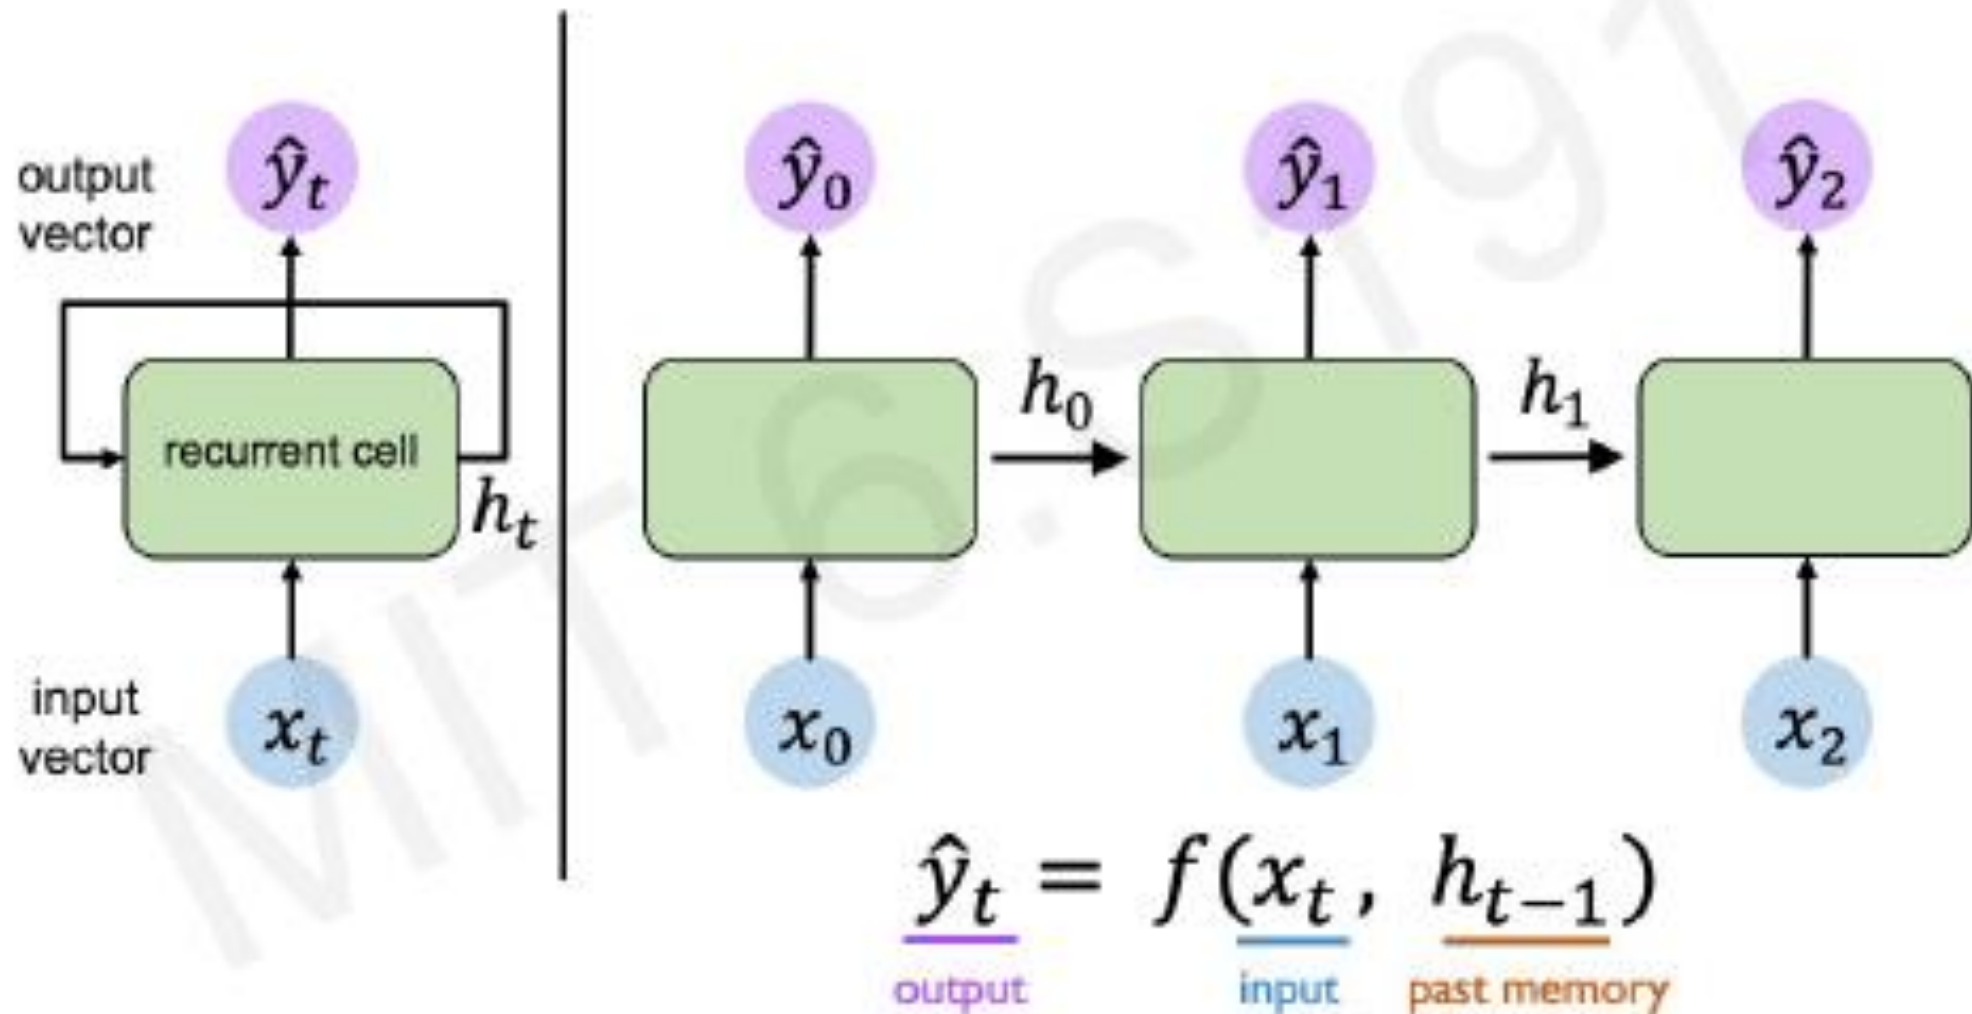 output
vector
ŷₜ
recurrent cell
hₜ
input
vector
xₜ
ŷ₀
ŷ₁
ŷ₂
h₀
h₁
x₀
x₁
x₂
ŷₜ = f(xₜ, hₜ₋₁)
output input past memory
MIT 6.S191